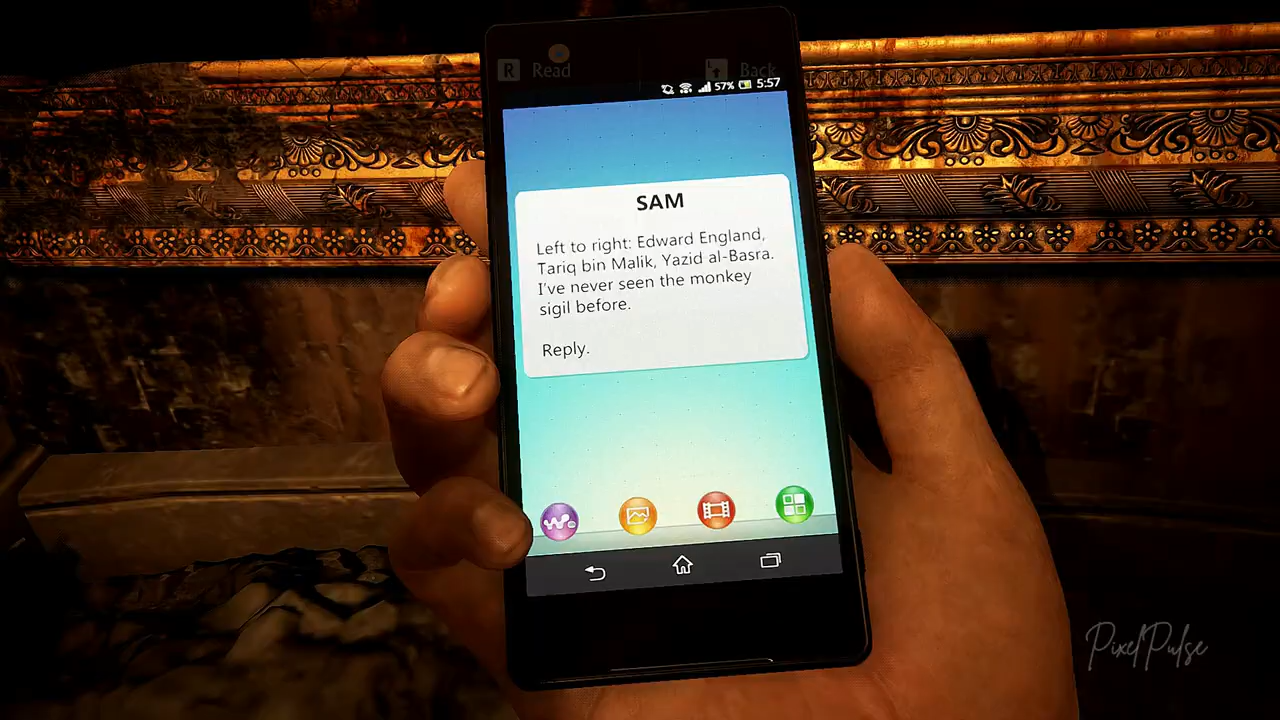 R Read
Back
57% 5:57
SAM
Left to right: Edward England,
Tariq bin Malik, Yazid al-Basra.
I've never seen the monkey
sigil before.
Reply.
PixelPulse